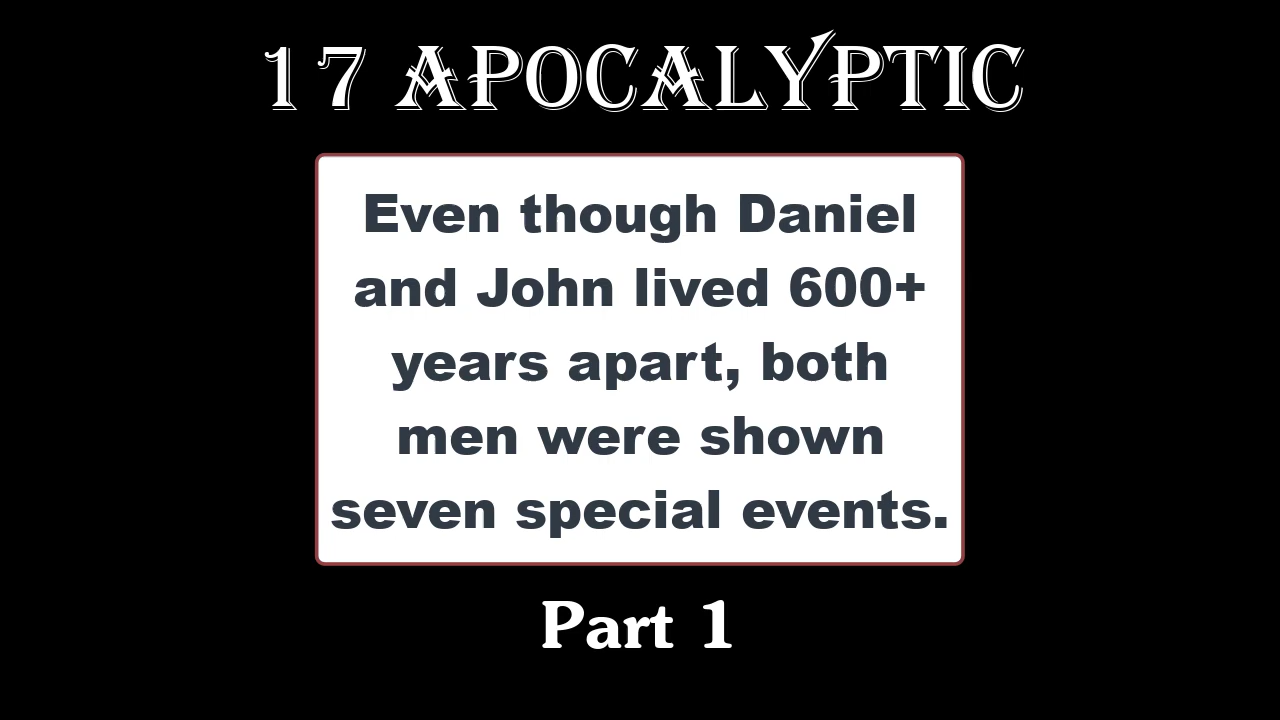 17 APOCALYPTIC
Even though Daniel
and John lived 600+
years apart, both
men were shown
seven special events.
Part 1